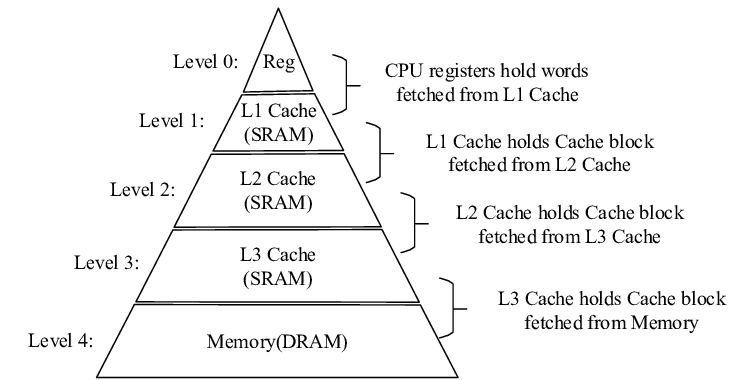 Level 0:
Reg
CPU registers hold words
fetched from L1 Cache
Level 1:
L1 Cache
(SRAM)
L1 Cache holds Cache block
fetched from L2 Cache
Level 2:
L2 Cache
(SRAM)
L2 Cache holds Cache block
fetched from L3 Cache
Level 3:
L3 Cache
(SRAM)
L3 Cache holds Cache block
fetched from Memory
Level 4:
Memory(DRAM)